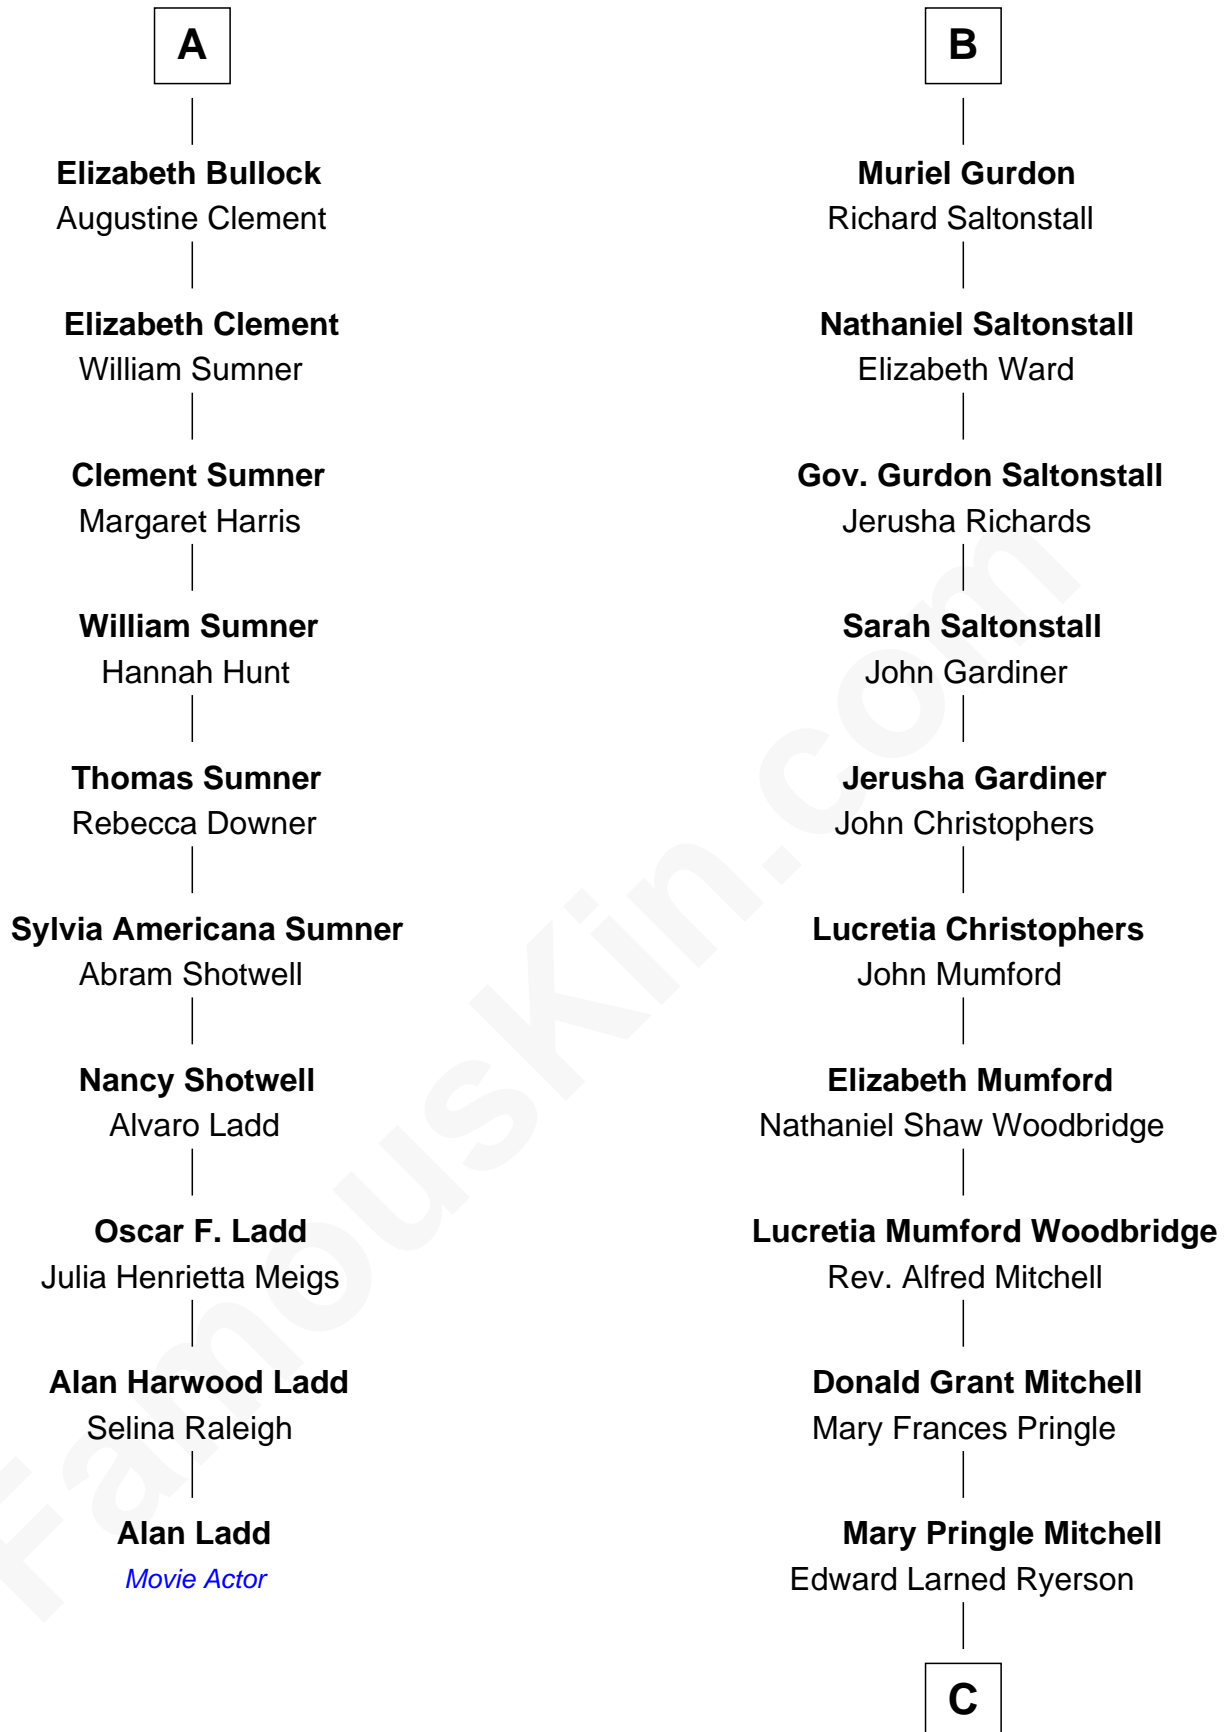 A
Elizabeth Bullock
Augustine Clement
Elizabeth Clement
William Sumner
Clement Sumner
Margaret Harris
William Sumner
Hannah Hunt
Thomas Sumner
Rebecca Downer
Sylvia Americana Sumner
Abram Shotwell
Nancy Shotwell
Alvaro Ladd
Oscar F. Ladd
Julia Henrietta Meigs
Alan Harwood Ladd
Selina Raleigh
Alan Ladd
Movie Actor
B
Muriel Gurdon
Richard Saltonstall
Nathaniel Saltonstall
Elizabeth Ward
Gov. Gurdon Saltonstall
Jerusha Richards
Sarah Saltonstall
John Gardiner
Jerusha Gardiner
John Christophers
Lucretia Christophers
John Mumford
Elizabeth Mumford
Nathaniel Shaw Woodbridge
Lucretia Mumford Woodbridge
Rev. Alfred Mitchell
Donald Grant Mitchell
Mary Frances Pringle
Mary Pringle Mitchell
Edward Larned Ryerson
C
FamousKin.com